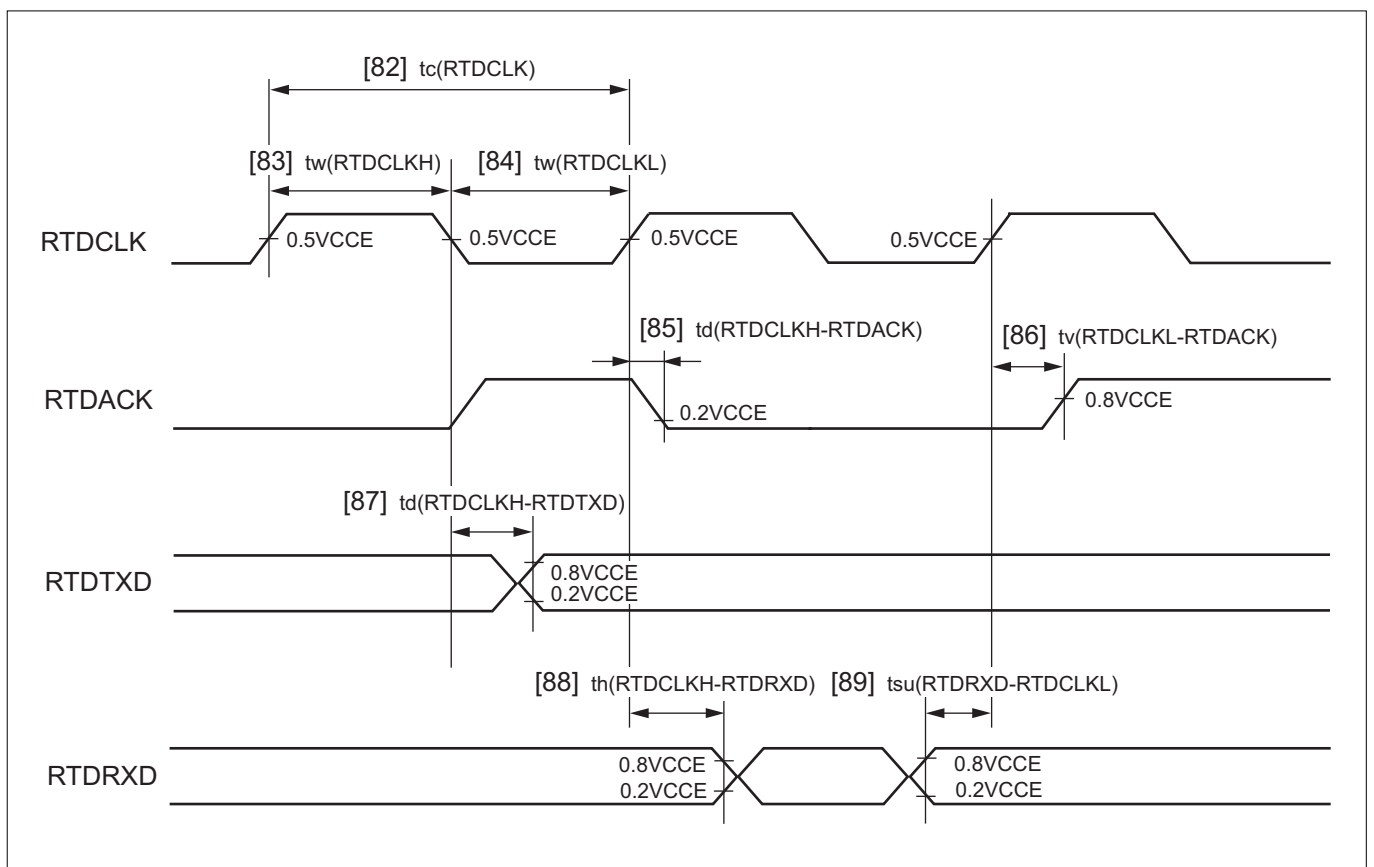 [82] tc(RTDCLK)
[83] tw(RTDCLKH) [84] tw(RTDCLKL)
RTDCLK 0.5VCCE 0.5VCCE 0.5VCCE 0.5VCCE
[85] td(RTDCLKH-RTDACK) [86] tv(RTDCLKL-RTDACK)
RTDACK 0.2VCCE 0.8VCCE
[87] td(RTDCLKH-RTDTXD)
RTDTXD 0.8VCCE
0.2VCCE
[88] th(RTDCLKH-RTDRXD) [89] tsu(RTDRXD-RTDCLKL)
RTDRXD 0.8VCCE 0.8VCCE
0.2VCCE 0.2VCCE